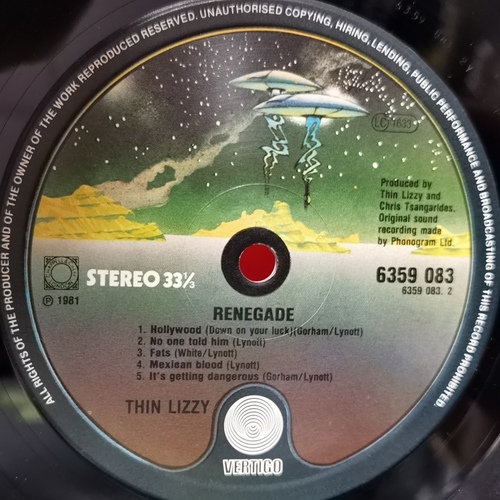 ALL RIGHTS OF THE PRODUCER AND OF THE OWNER OF THE WORK REPRODUCED RESERVED. UNAUTHORISED COPYING, HIRING, LENDING, PUBLIC PERFORMANCE AND BROADCASTING OF THIS RECORD PROHIBITED.
LC 1633
Produced by
Thin Lizzy and
Chris Tsangarides.
Original sound
recording made
by Phonogram Ltd.
STEREO 33⅓
6359 083
6359 083. 2
℗ 1981
RENEGADE
1. Hollywood (Down on your luck)(Gorham/Lynott)
2. No one told him (Lynott)
3. Fats (White/Lynott)
4. Mexican blood (Lynott)
5. It's getting dangerous (Gorham/Lynott)
THIN LIZZY
VERTIGO